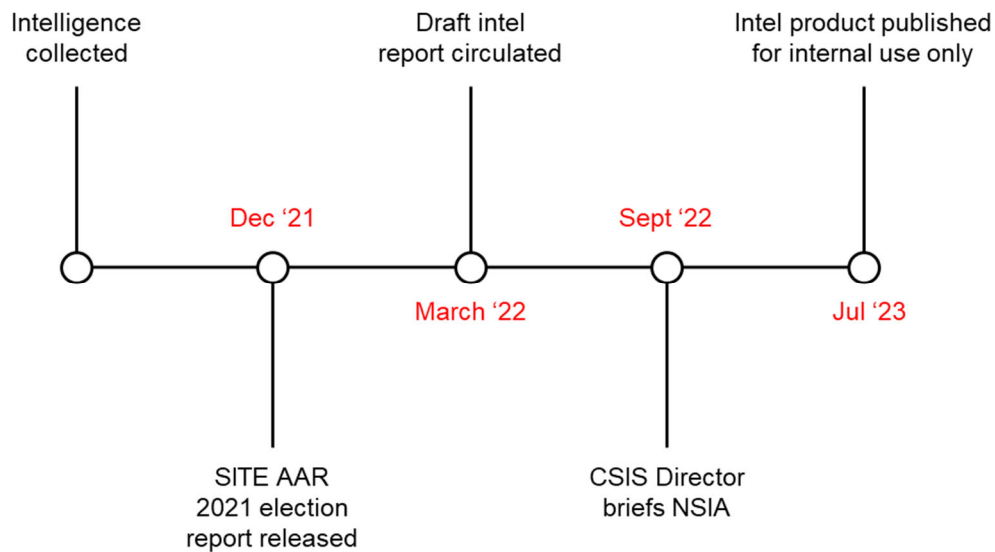 Intelligence
collected
Draft intel
report circulated
Intel product published
for internal use only
Dec ‘21
Sept ‘22
March ‘22
Jul ‘23
SITE AAR
2021 election
report released
CSIS Director
briefs NSIA